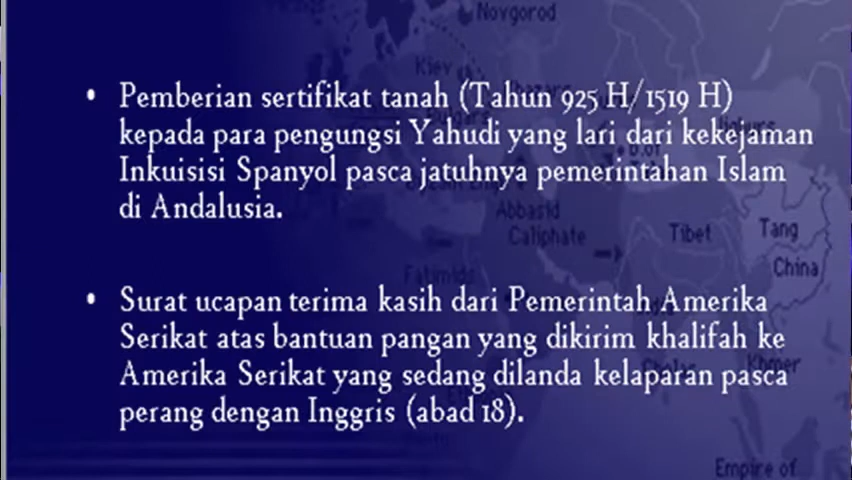 Novgorod
Kiev
• Pemberian sertifikat tanah (Tahun 925 H/1519 H)
kepada para pengungsi Yahudi yang lari dari kekejaman
Inkuisisi Spanyol pasca jatuhnya pemerintahan Islam
di Andalusia.
Abbasid
Caliphate
Tibet
Tang
China
Fatimids
• Surat ucapan terima kasih dari Pemerintah Amerika
Serikat atas bantuan pangan yang dikirim khalifah ke
Amerika Serikat yang sedang dilanda kelaparan pasca
perang dengan Inggris (abad 18).
Khmer
Empire of